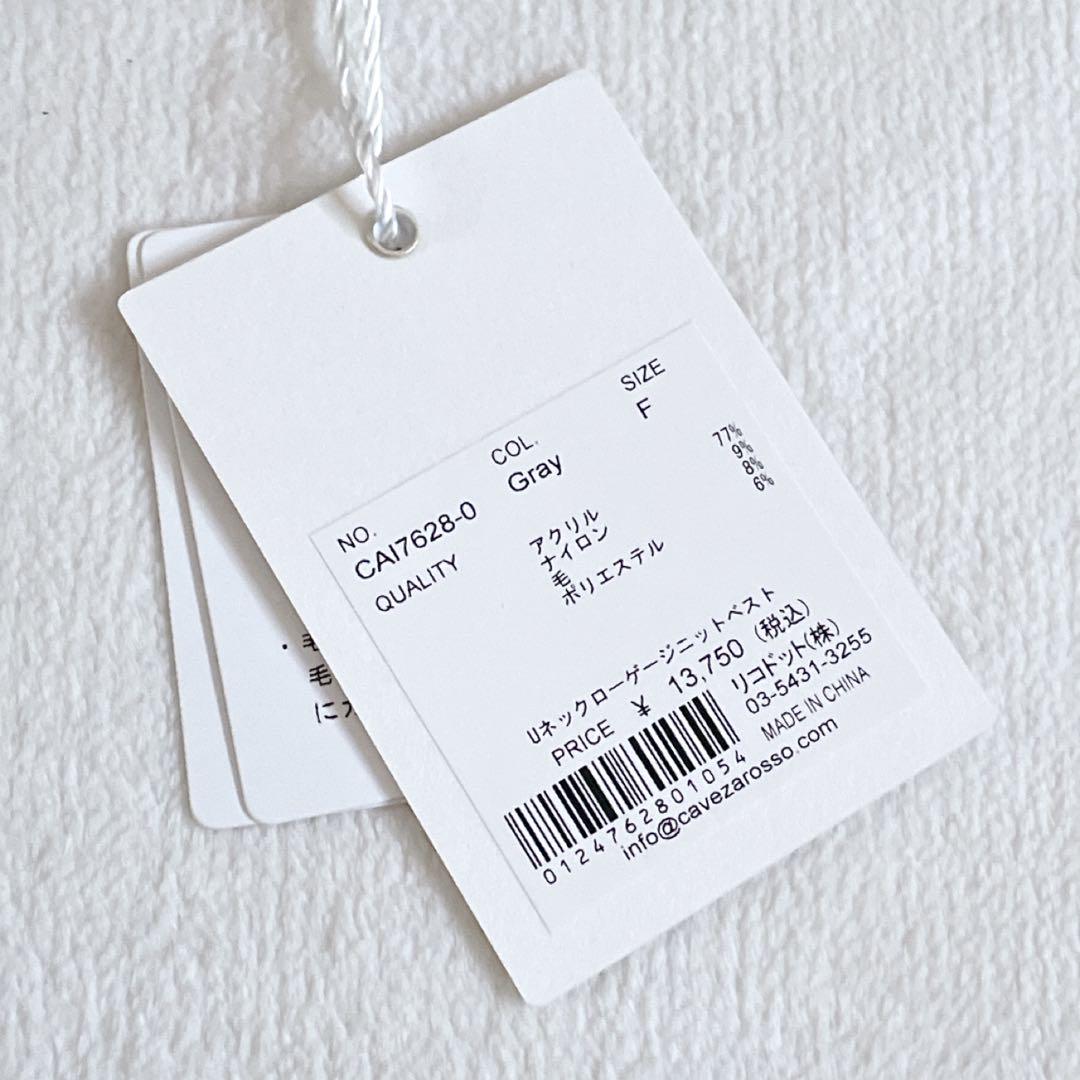 NO. COL. SIZE
CAI7628-0 Gray F
QUALITY アクリル 77%
ナイロン 9%
毛 8%
ポリエステル 6%
Uネックローゲージニットベスト
PRICE ¥ 13,750 (税込)
リコドット(株)
03-5431-3255
MADE IN CHINA
0124762801054
info@cavezarosso.com
・毛
毛
に